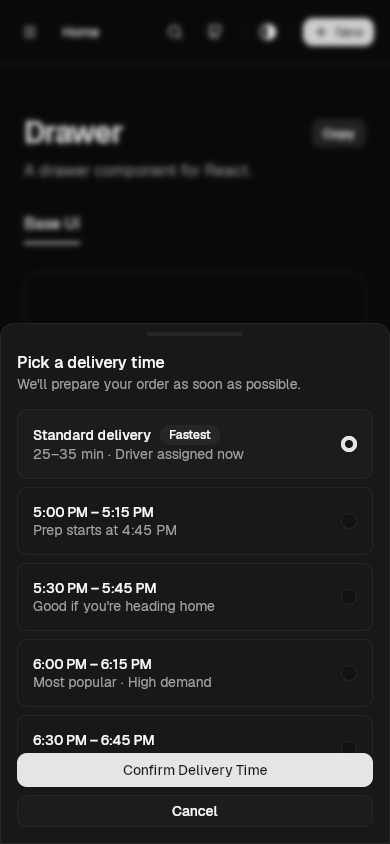 Home
New
Drawer
Copy
A drawer component for React.
Base UI
Pick a delivery time
We'll prepare your order as soon as possible.
Standard delivery Fastest
25–35 min · Driver assigned now
5:00 PM – 5:15 PM
Prep starts at 4:45 PM
5:30 PM – 5:45 PM
Good if you're heading home
6:00 PM – 6:15 PM
Most popular · High demand
6:30 PM – 6:45 PM
Confirm Delivery Time
Cancel